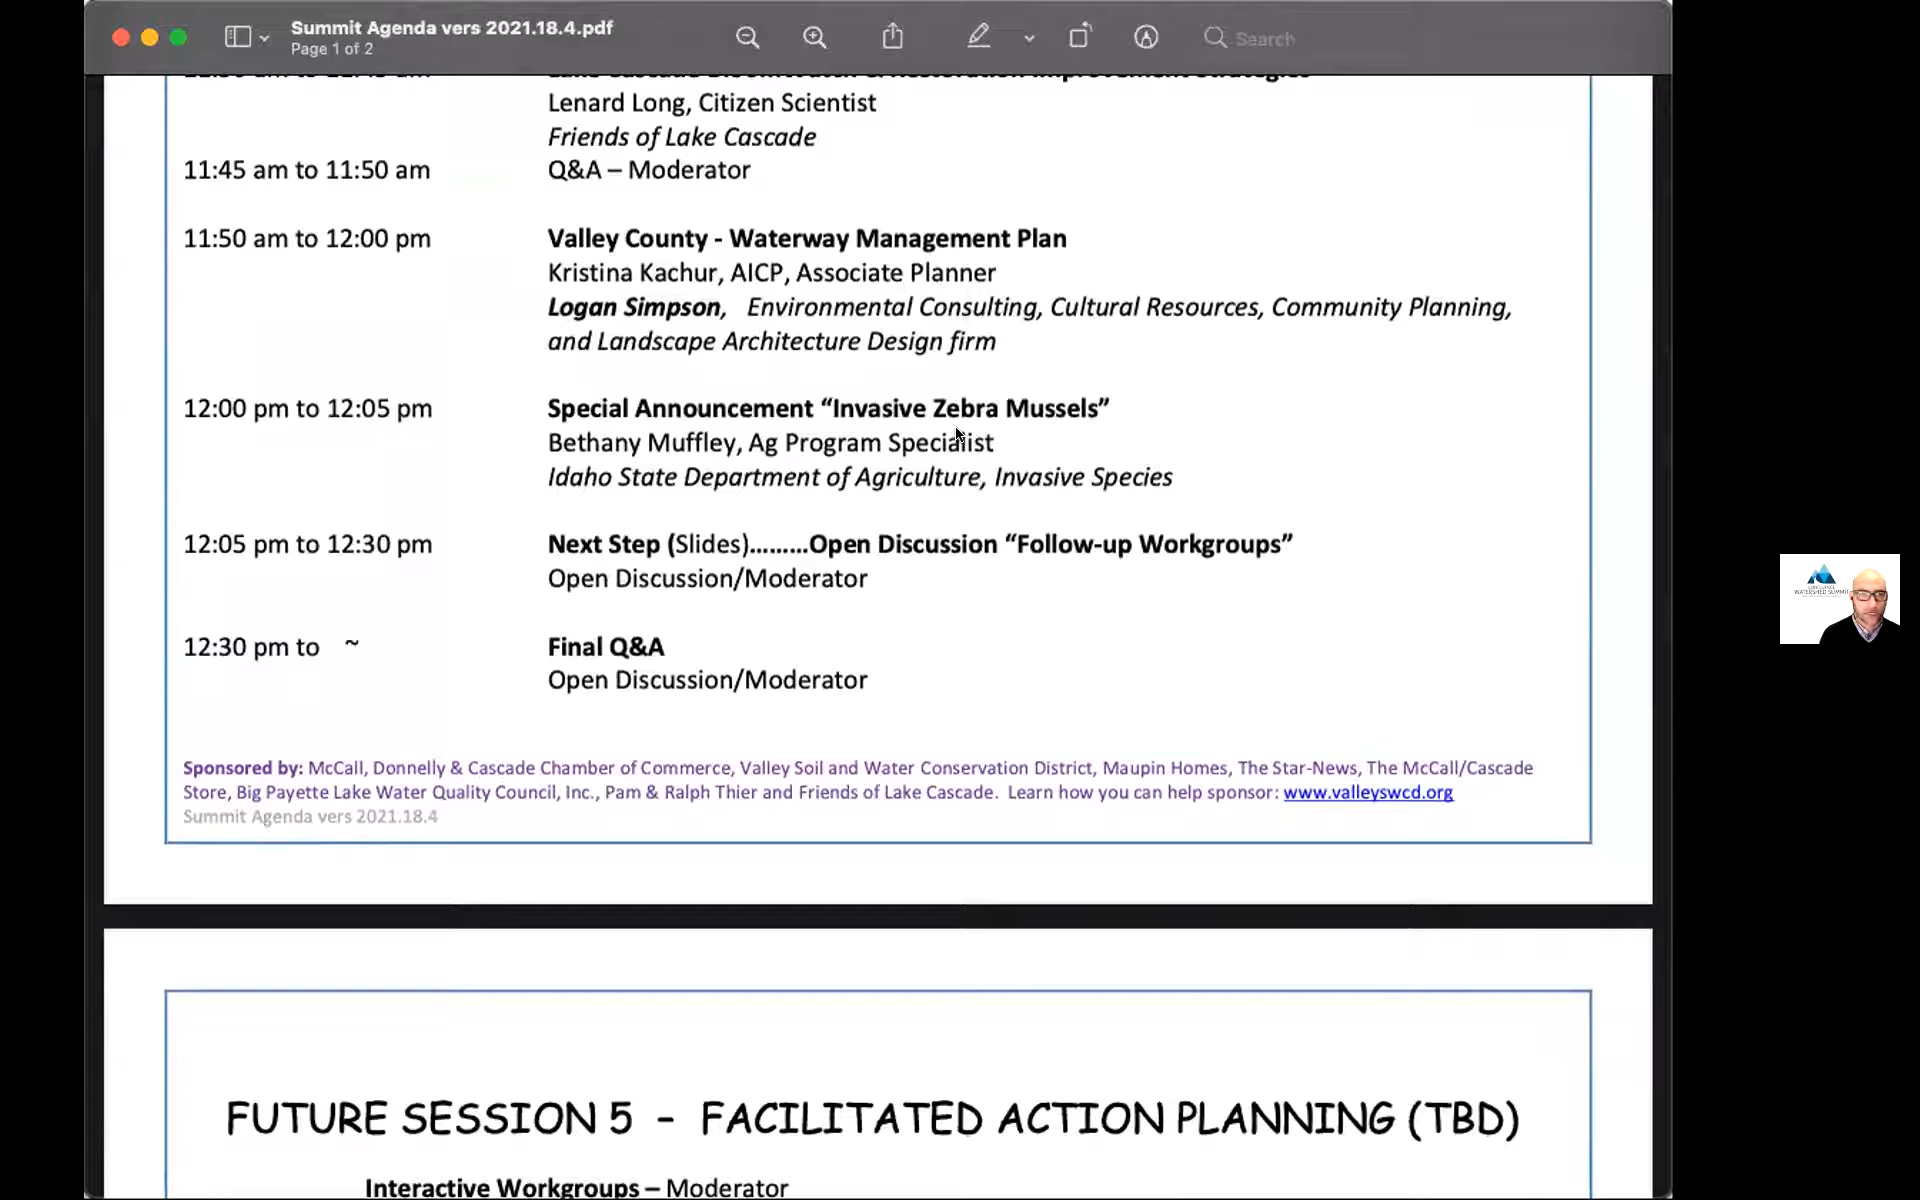 Summit Agenda vers 2021.18.4.pdf
Page 1 of 2
Search
Lenard Long, Citizen Scientist
Friends of Lake Cascade
11:45 am to 11:50 am Q&A – Moderator
11:50 am to 12:00 pm Valley County - Waterway Management Plan
Kristina Kachur, AICP, Associate Planner
Logan Simpson, Environmental Consulting, Cultural Resources, Community Planning,
and Landscape Architecture Design firm
12:00 pm to 12:05 pm Special Announcement “Invasive Zebra Mussels”
Bethany Muffley, Ag Program Specialist
Idaho State Department of Agriculture, Invasive Species
12:05 pm to 12:30 pm Next Step (Slides).........Open Discussion “Follow-up Workgroups”
Open Discussion/Moderator
12:30 pm to ~ Final Q&A
Open Discussion/Moderator
Sponsored by: McCall, Donnelly & Cascade Chamber of Commerce, Valley Soil and Water Conservation District, Maupin Homes, The Star-News, The McCall/Cascade
Store, Big Payette Lake Water Quality Council, Inc., Pam & Ralph Thier and Friends of Lake Cascade. Learn how you can help sponsor: www.valleyswcd.org
Summit Agenda vers 2021.18.4
FUTURE SESSION 5 - FACILITATED ACTION PLANNING (TBD)
Interactive Workgroups – Moderator
WATERSHED SUMMIT